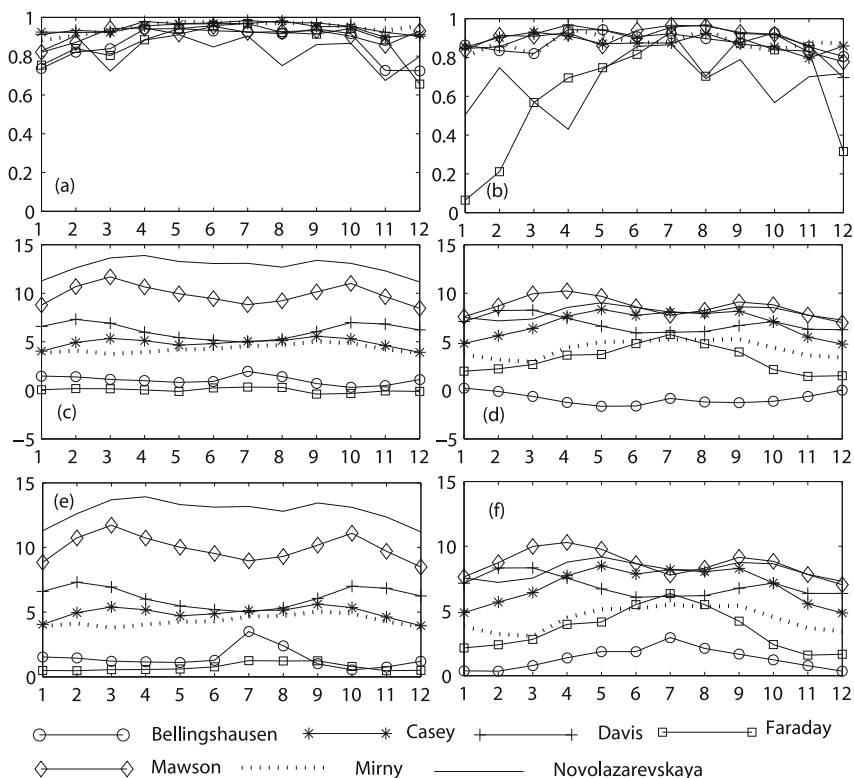 1
0.8
0.6
0.4
0.2
0
(a)
1 2 3 4 5 6 7 8 9 10 11 12
1
0.8
0.6
0.4
0.2
0
(b)
1 2 3 4 5 6 7 8 9 10 11 12
15
10
5
0
−5
(c)
1 2 3 4 5 6 7 8 9 10 11 12
15
10
5
0
−5
(d)
1 2 3 4 5 6 7 8 9 10 11 12
15
10
5
0
(e)
1 2 3 4 5 6 7 8 9 10 11 12
15
10
5
0
(f)
1 2 3 4 5 6 7 8 9 10 11 12
Bellingshausen Casey Davis Faraday
Mawson Mirny Novolazarevskaya